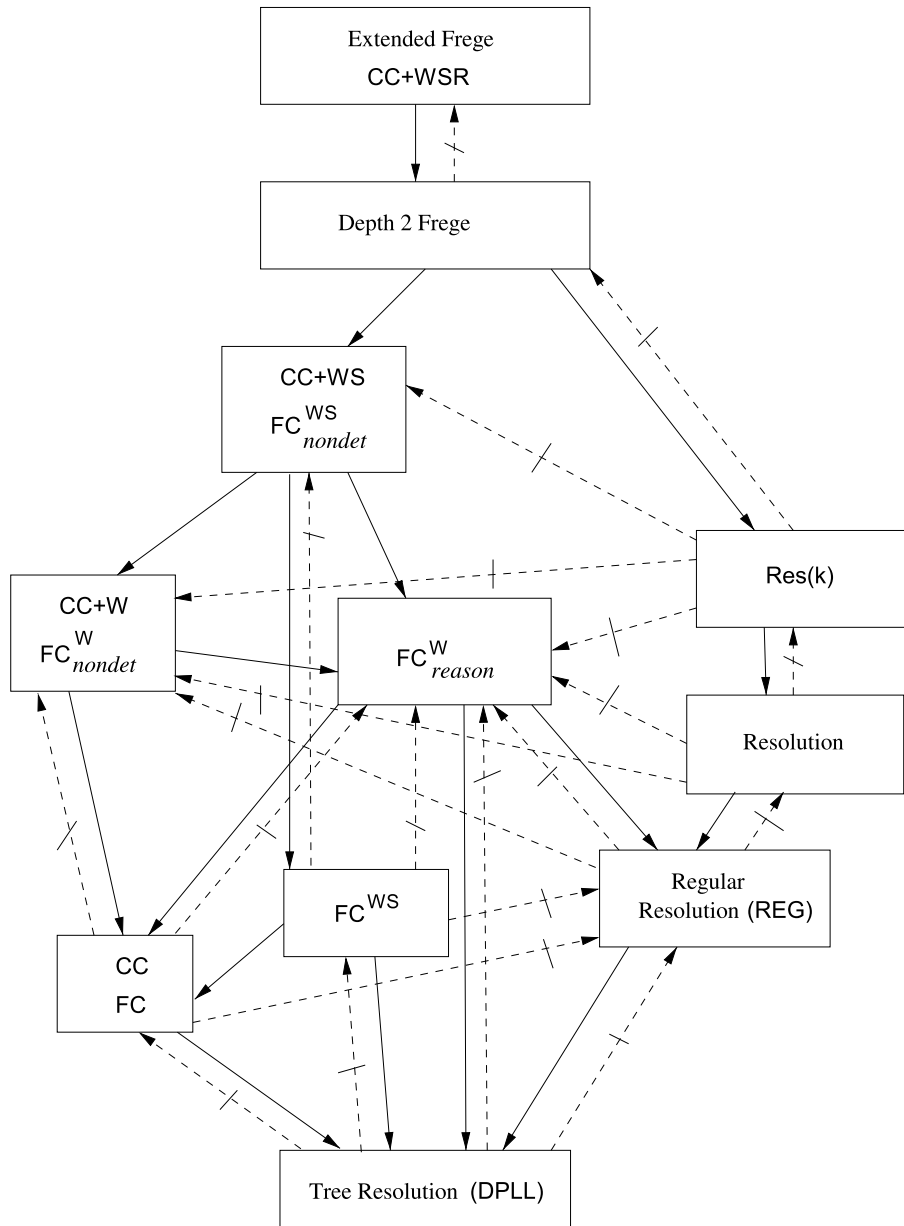 Extended Frege
CC+WSR
Depth 2 Frege
CC+WS
FC^WS_nondet
Res(k)
CC+W
FC^W_nondet
FC^W_reason
Resolution
Regular
Resolution (REG)
FC^WS
CC
FC
Tree Resolution (DPLL)